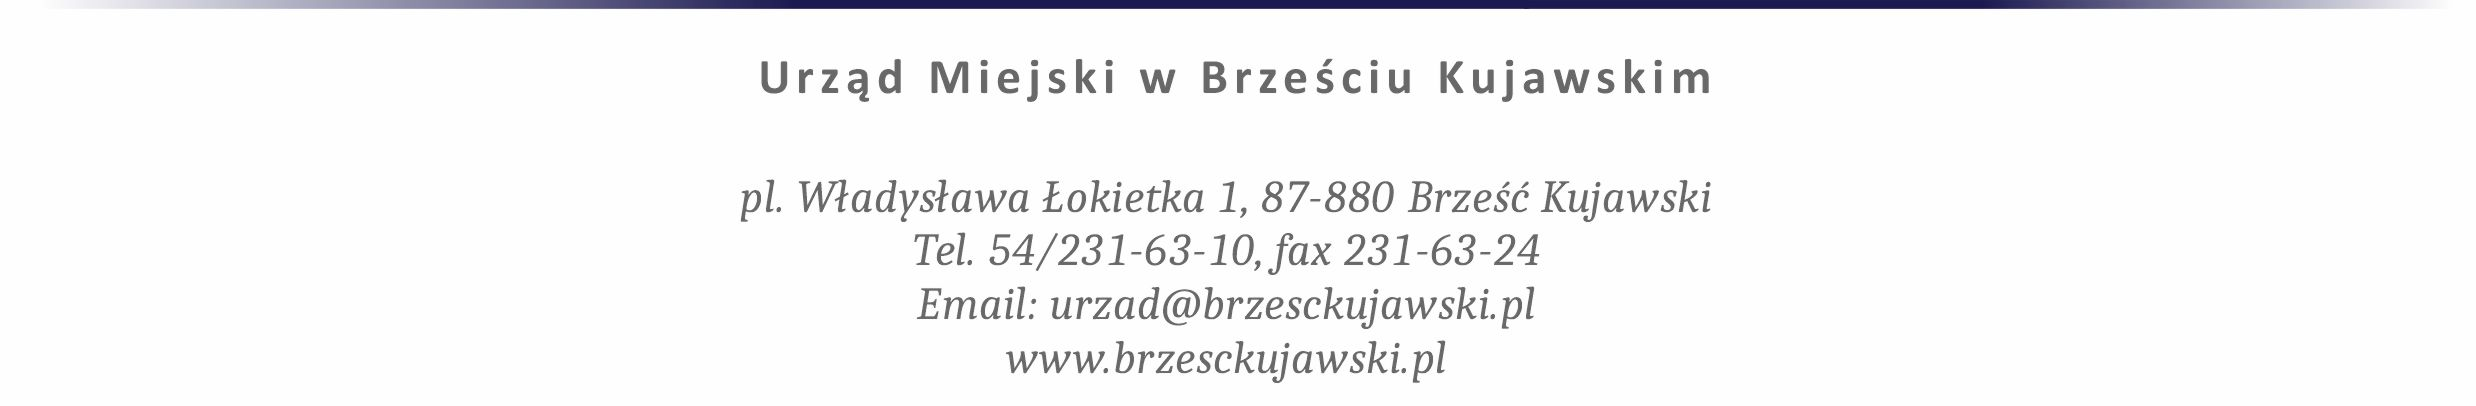 Urząd Miejski w Brześciu Kujawskim
pl. Władysława Łokietka 1, 87-880 Brześć Kujawski
Tel. 54/231-63-10, fax 231-63-24
Email: urzad@brzesckujawski.pl
www.brzesckujawski.pl